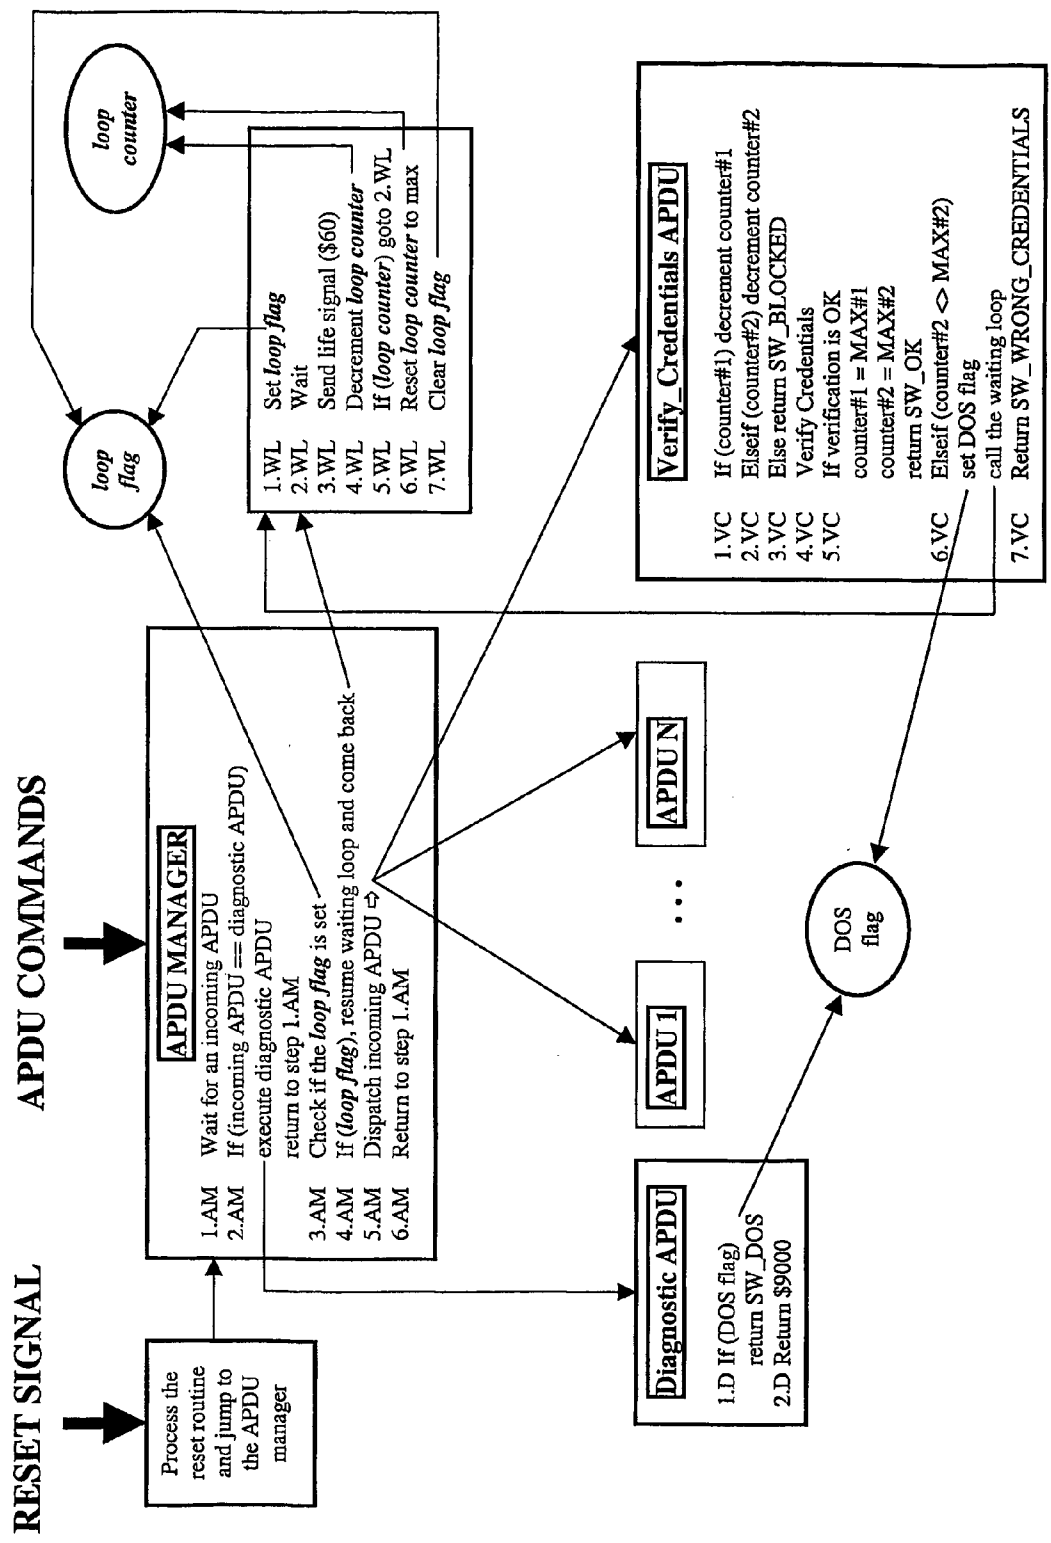 RESET SIGNAL
APDU COMMANDS
Process the
reset routine
and jump to
the APDU
manager
APDU MANAGER
1.AM Wait for an incoming APDU
2.AM If (incoming APDU == diagnostic APDU)
execute diagnostic APDU
return to step 1.AM
3.AM Check if the loop flag is set
4.AM If (loop flag), resume waiting loop and come back
5.AM Dispatch incoming APDU ⇨
6.AM Return to step 1.AM
loop
flag
loop
counter
1.WL Set loop flag
2.WL Wait
3.WL Send life signal ($60)
4.WL Decrement loop counter
5.WL If (loop counter) goto 2.WL
6.WL Reset loop counter to max
7.WL Clear loop flag
Diagnostic APDU
1.D If (DOS flag)
return SW_DOS
2.D Return $9000
APDU 1
...
APDU N
DOS
flag
Verify_Credentials APDU
1.VC If (counter#1) decrement counter#1
2.VC Elseif (counter#2) decrement counter#2
3.VC Else return SW_BLOCKED
4.VC Verify Credentials
5.VC If verification is OK
counter#1 = MAX#1
counter#2 = MAX#2
return SW_OK
6.VC Elseif (counter#2 <> MAX#2)
set DOS flag
call the waiting loop
7.VC Return SW_WRONG_CREDENTIALS